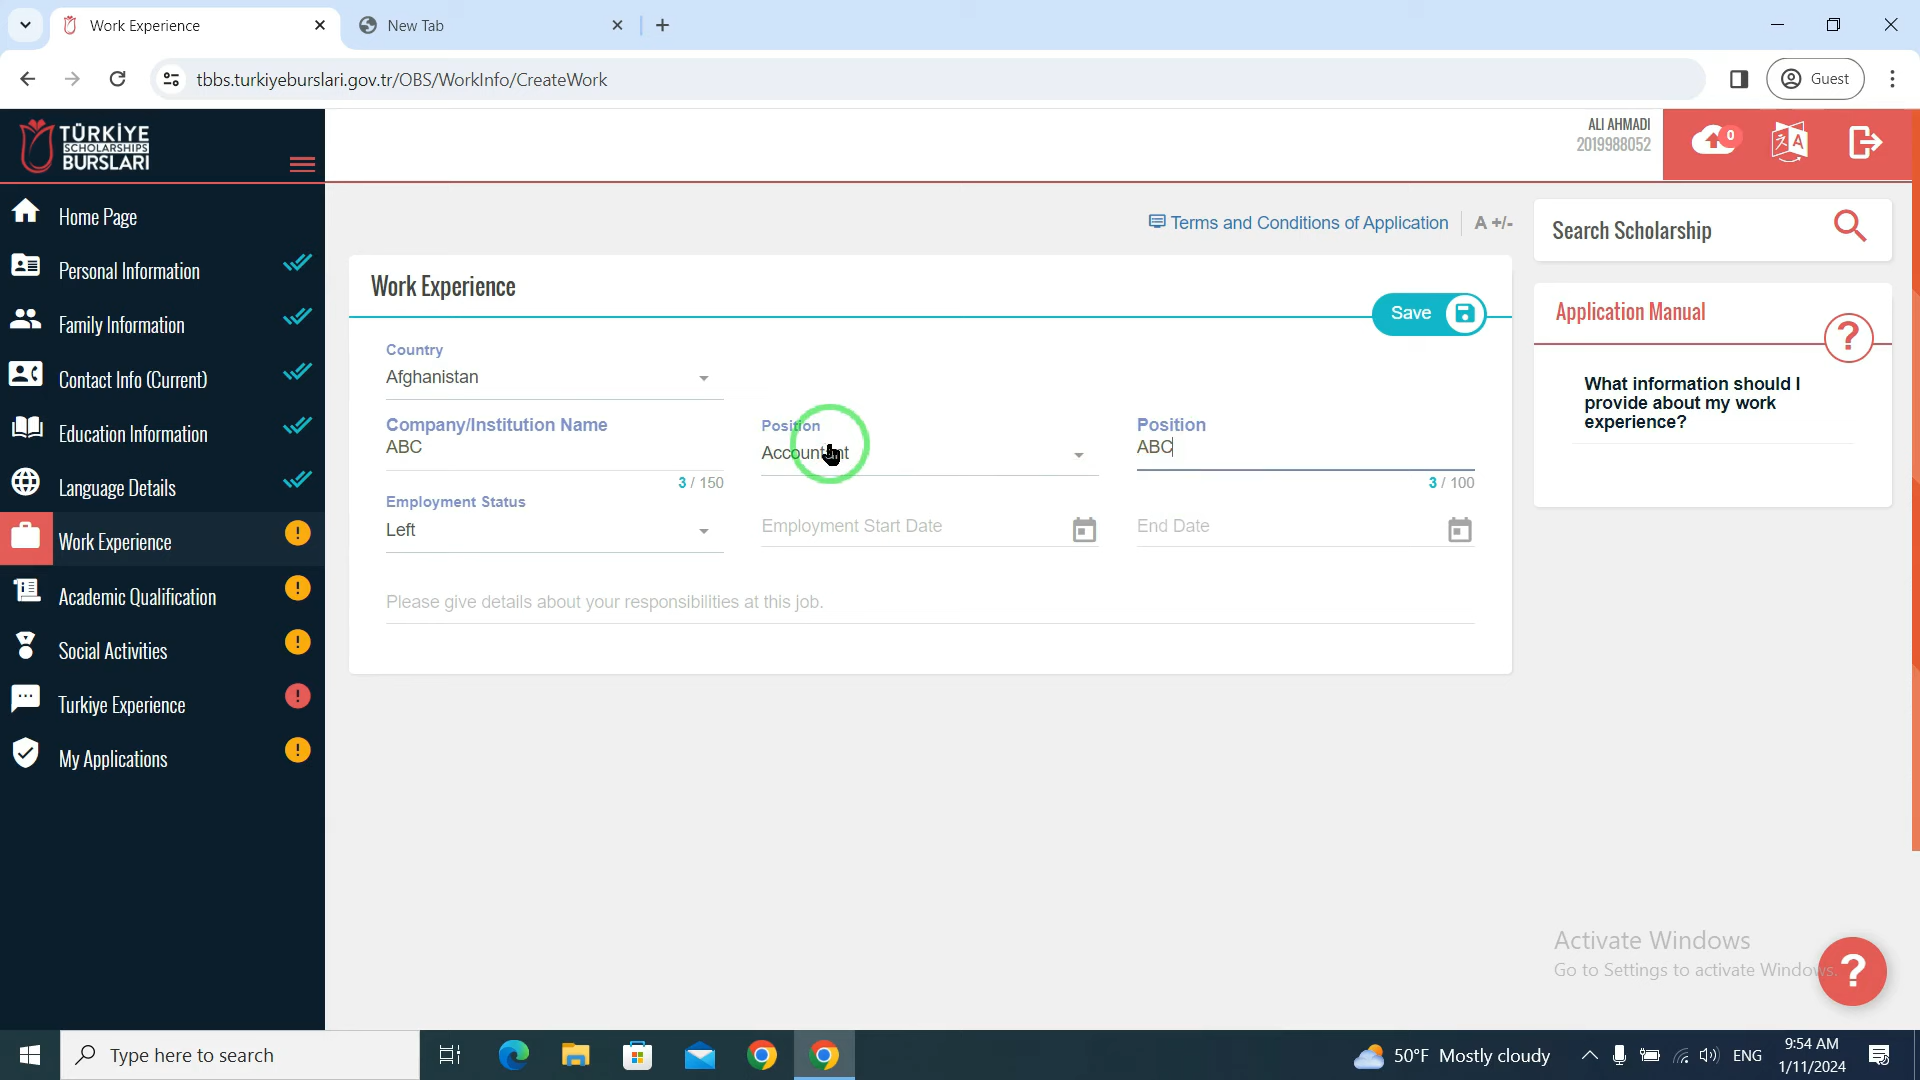 Work Experience
New Tab
tbbs.turkiyeburslari.gov.tr/OBS/WorkInfo/CreateWork
Guest
TÜRKİYE
SCHOLARSHIPS
BURSLARI
ALI AHMADI
2019988052
0
A
Home Page
Personal Information
Family Information
Contact Info (Current)
Education Information
Language Details
Work Experience
Academic Qualification
Social Activities
Turkiye Experience
My Applications
Terms and Conditions of Application
A +/-
Work Experience
Save
Country
Afghanistan
Company/Institution Name
ABC
3 / 150
Position
Accountant
Position
ABC
3 / 100
Employment Status
Left
Employment Start Date
End Date
Please give details about your responsibilities at this job.
Search Scholarship
Application Manual
?
What information should I
provide about my work
experience?
Activate Windows
Go to Settings to activate Windows.
?
Type here to search
50°F Mostly cloudy
ENG
9:54 AM
1/11/2024